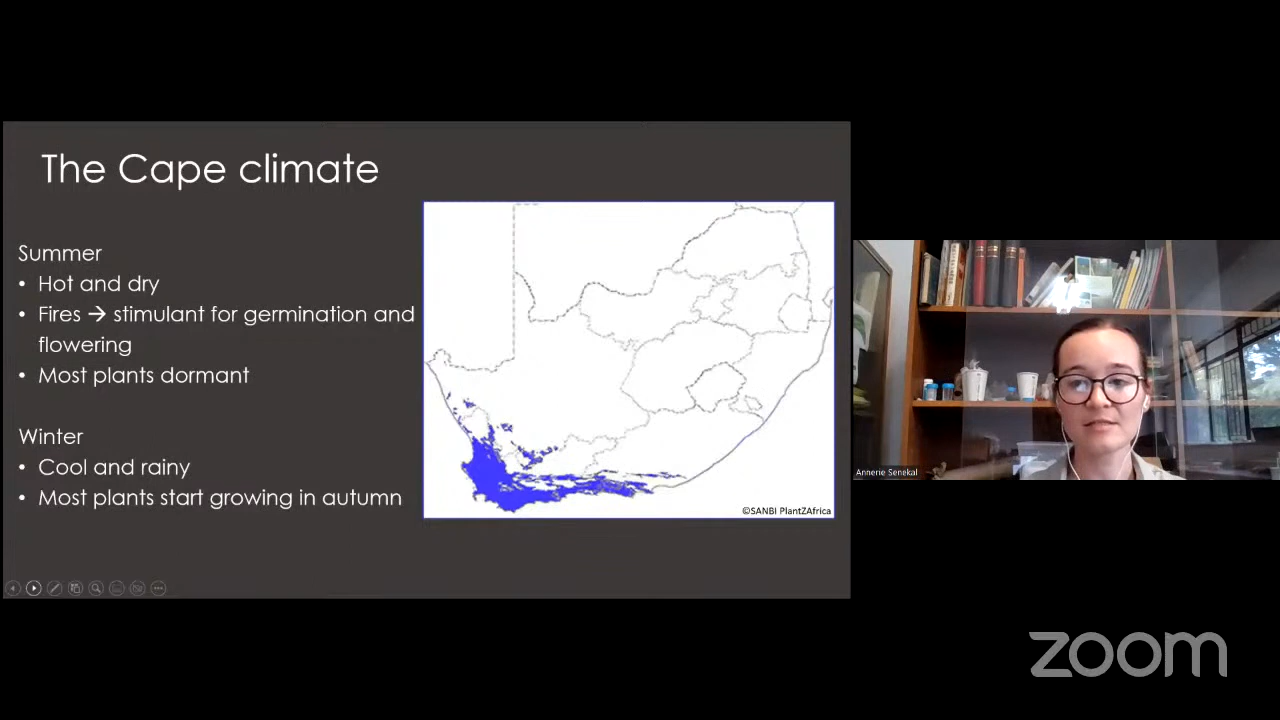 The Cape climate
Summer
• Hot and dry
• Fires → stimulant for germination and
flowering
• Most plants dormant
Winter
• Cool and rainy
• Most plants start growing in autumn
©SANBI PlantZAfrica
Annerie Senekal
zoom